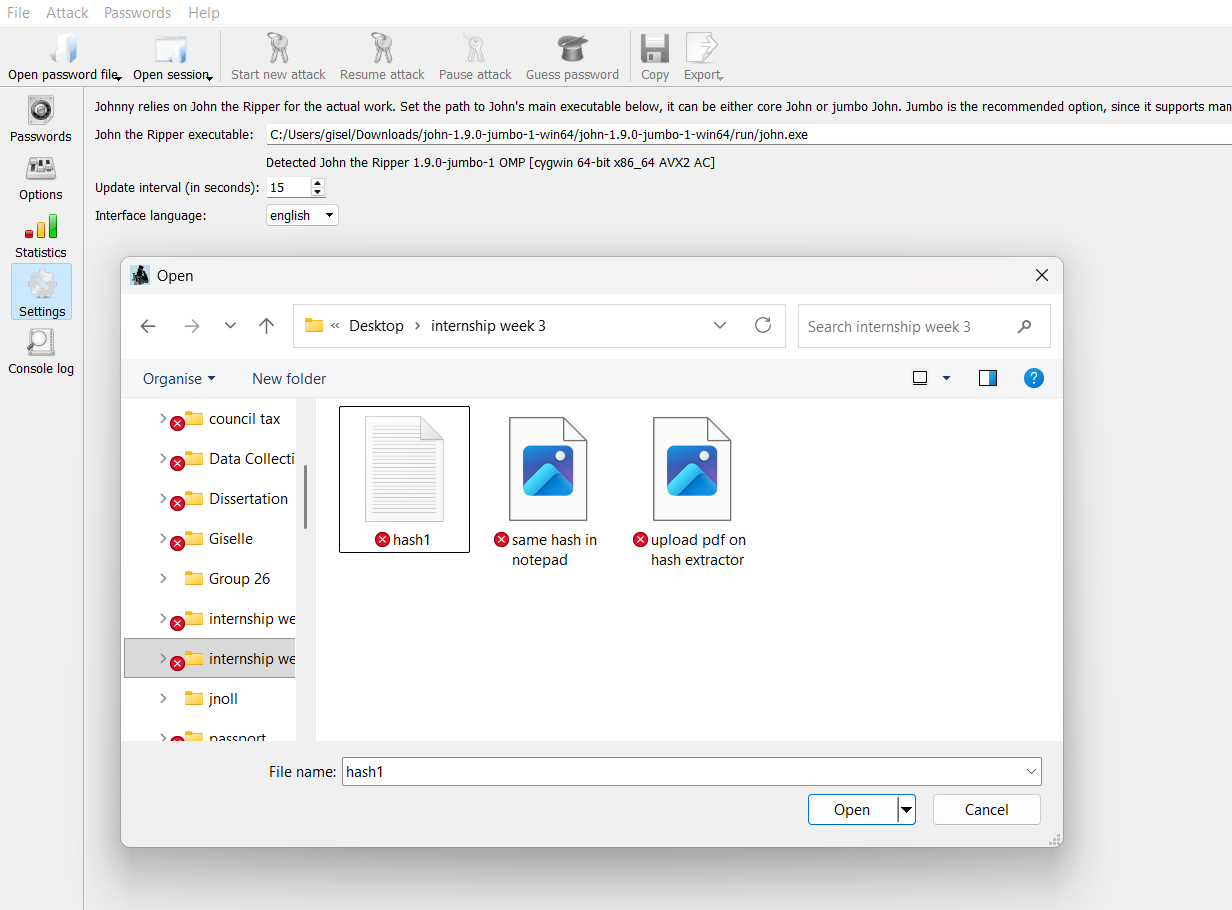 File Attack Passwords Help
Open password file Open session Start new attack Resume attack Pause attack Guess password Copy Export
Passwords
Options
Statistics
Settings
Console log
Johnny relies on John the Ripper for the actual work. Set the path to John's main executable below, it can be either core John or jumbo John. Jumbo is the recommended option, since it supports
John the Ripper executable: C:/Users/gisel/Downloads/john-1.9.0-jumbo-1-win64/john-1.9.0-jumbo-1-win64/run/john.exe
Detected John the Ripper 1.9.0-jumbo-1 OMP [cygwin 64-bit x86_64 AVX2 AC]
Update interval (in seconds): 15
Interface language: english
Open
« Desktop › internship week 3
Search internship week 3
Organise New folder
council tax
Data Collecti
Dissertation
Giselle
Group 26
internship we
internship we
jnoll
passport
hash1
same hash in
notepad
upload pdf on
hash extractor
File name: hash1
Open Cancel